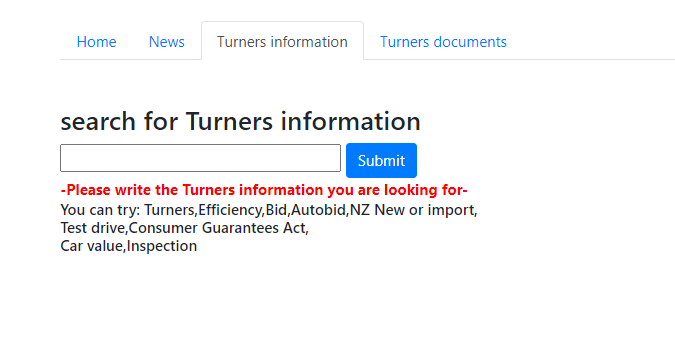 Home News Turners information Turners documents
search for Turners information
Submit
-Please write the Turners information you are looking for-
You can try: Turners,Efficiency,Bid,Autobid,NZ New or import,
Test drive,Consumer Guarantees Act,
Car value,Inspection